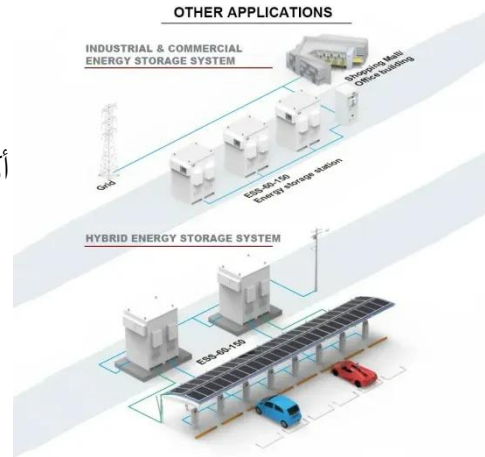 OTHER APPLICATIONS
INDUSTRIAL & COMMERCIAL
ENERGY STORAGE SYSTEM
Shopping Mall/
Office building
Grid
ESS-60-150
Energy storage station
HYBRID ENERGY STORAGE SYSTEM
ESS-60-150